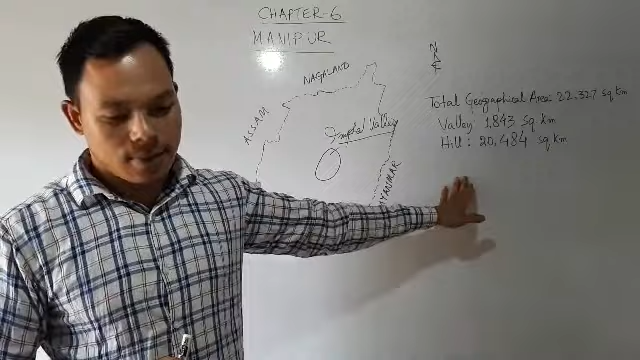 CHAPTER-6
MANIPUR
N
NAGALAND
ASSAM
Imphal Valley
MYANMAR
Total Geographical Area: 22,327 sq km
Valley : 1,843 sq km
Hill : 20,484 sq km